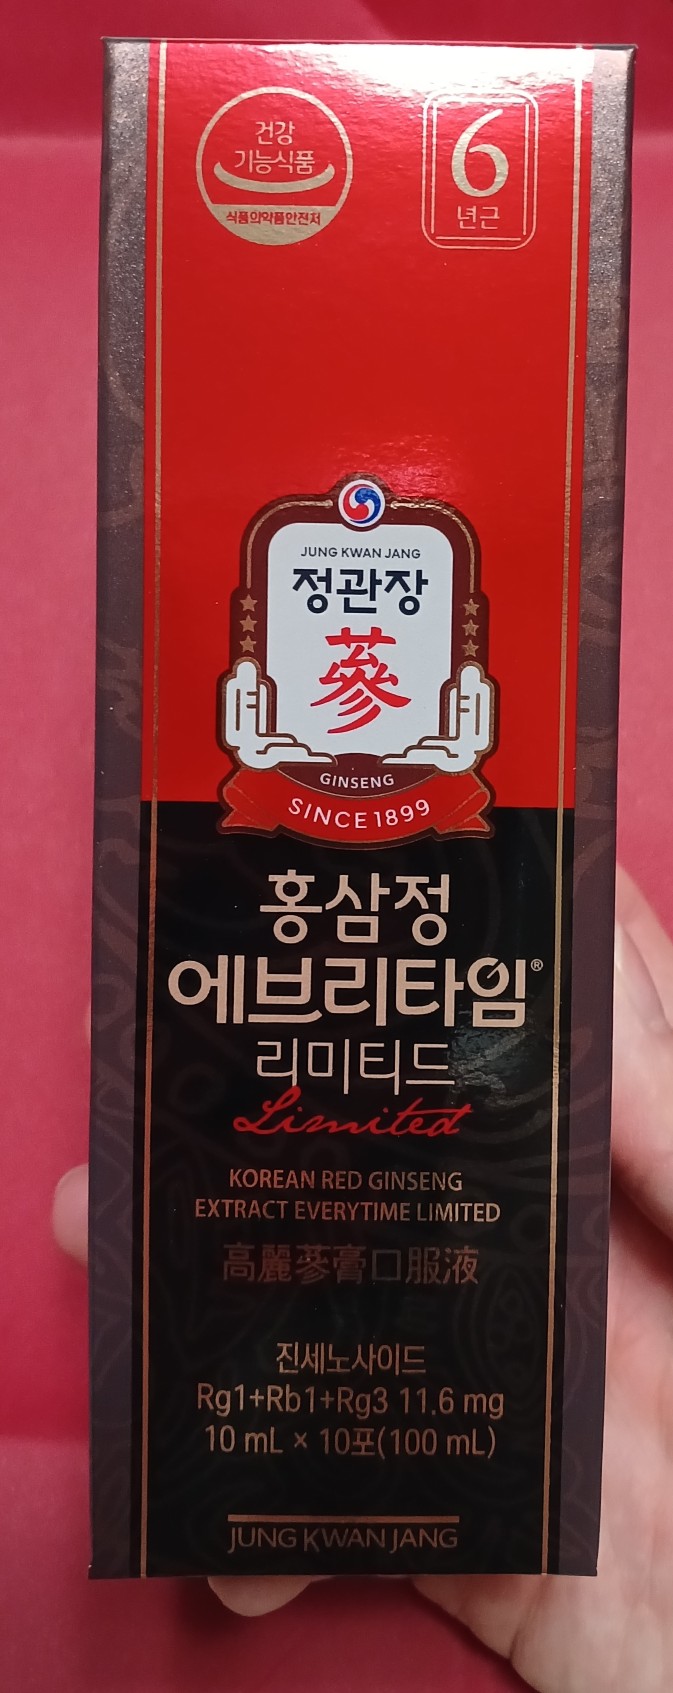 건강
기능식품
식품의약품안전처
6
년근
JUNG KWAN JANG
정관장
蔘
GINSENG
SINCE 1899
홍삼정
에브리타임®
리미티드
Limited
KOREAN RED GINSENG
EXTRACT EVERYTIME LIMITED
高麗蔘膏口服液
진세노사이드
Rg1+Rb1+Rg3 11.6 mg
10 mL × 10포(100 mL)
JUNG KWAN JANG